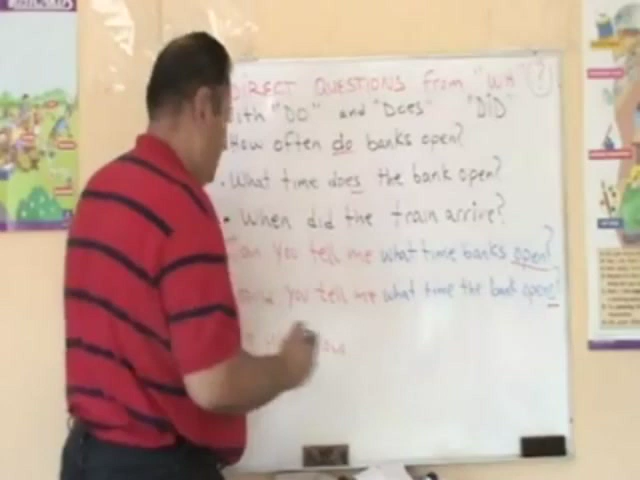 DIRECT QUESTIONS from "WH" ?
with "DO" and "Does" "DID"
How often do banks open?
• What time does the bank open?
• When did the train arrive?
Can you tell me what time banks open?
you tell me what time the bank opens?